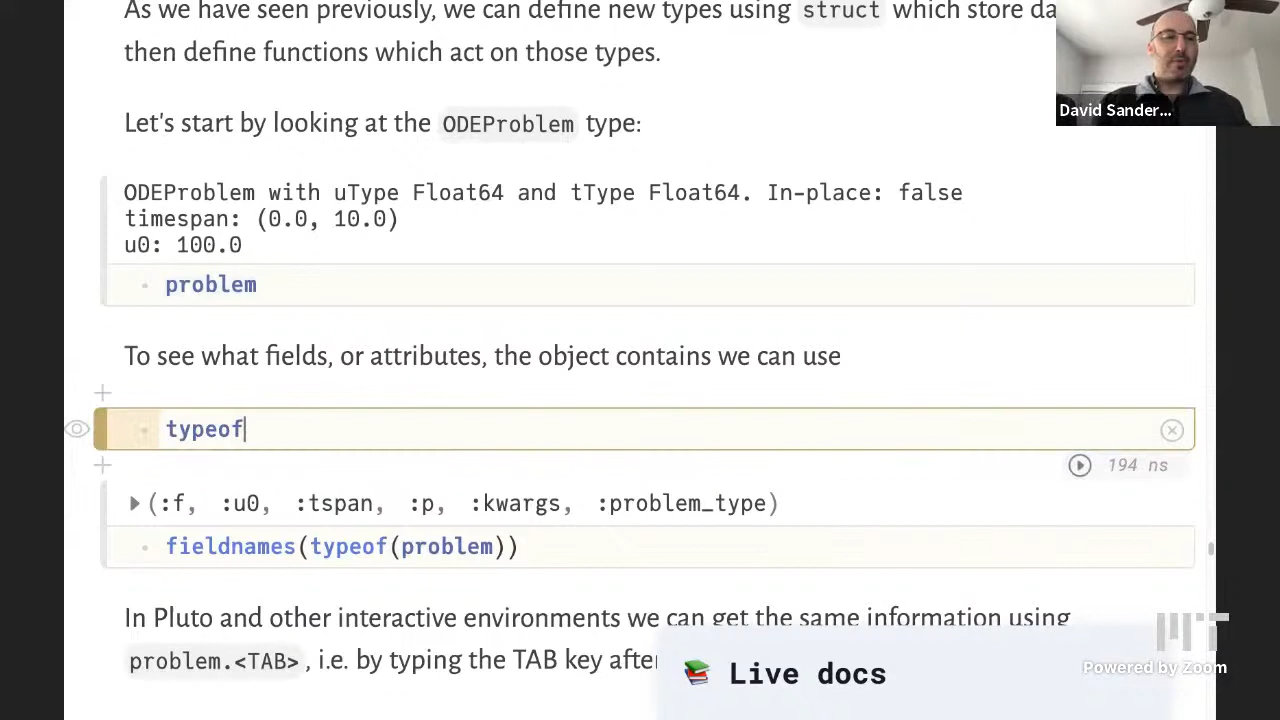 As we have seen previously, we can define new types using struct which store da
then define functions which act on those types.
David Sander...
Let's start by looking at the ODEProblem type:
ODEProblem with uType Float64 and tType Float64. In-place: false
timespan: (0.0, 10.0)
u0: 100.0
problem
To see what fields, or attributes, the object contains we can use
typeof
194 ns
(:f, :u0, :tspan, :p, :kwargs, :problem_type)
fieldnames(typeof(problem))
In Pluto and other interactive environments we can get the same information using
problem.<TAB>, i.e. by typing the TAB key after
Live docs
MIT
Powered by Zoom